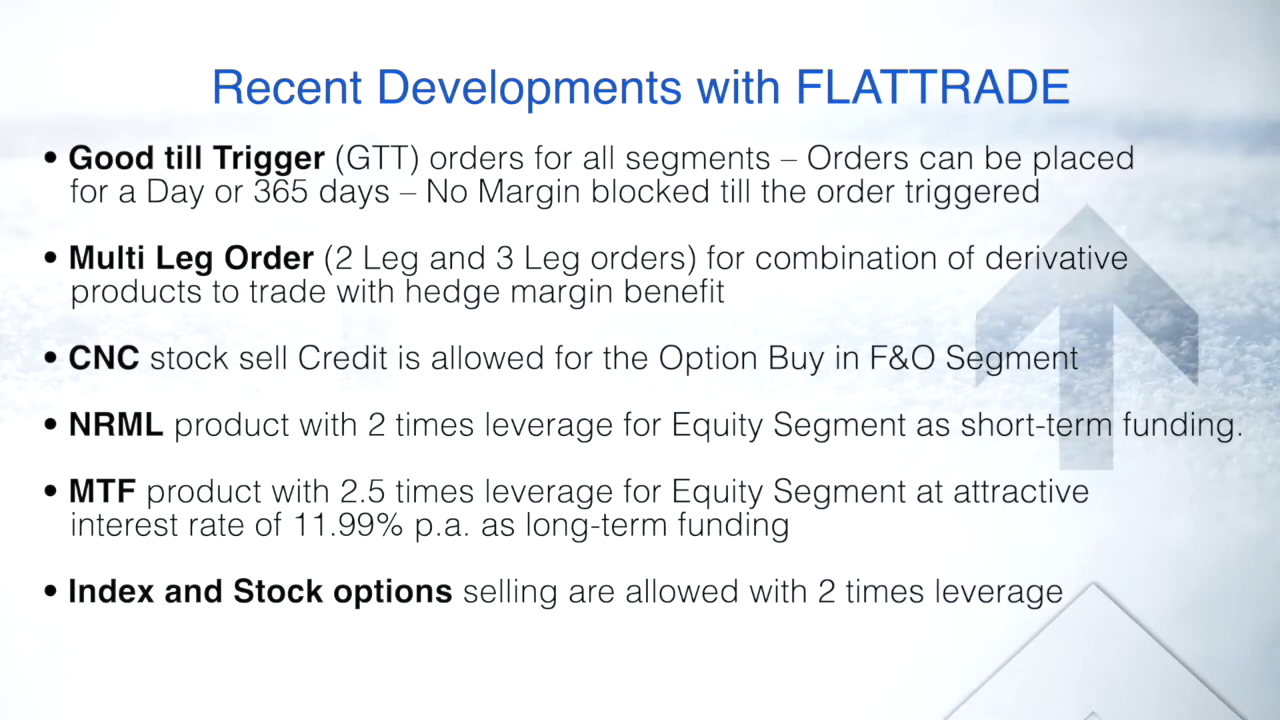 Recent Developments with FLATTRADE
• Good till Trigger (GTT) orders for all segments – Orders can be placed
for a Day or 365 days – No Margin blocked till the order triggered
• Multi Leg Order (2 Leg and 3 Leg orders) for combination of derivative
products to trade with hedge margin benefit
• CNC stock sell Credit is allowed for the Option Buy in F&O Segment
• NRML product with 2 times leverage for Equity Segment as short-term funding.
• MTF product with 2.5 times leverage for Equity Segment at attractive
interest rate of 11.99% p.a. as long-term funding
• Index and Stock options selling are allowed with 2 times leverage